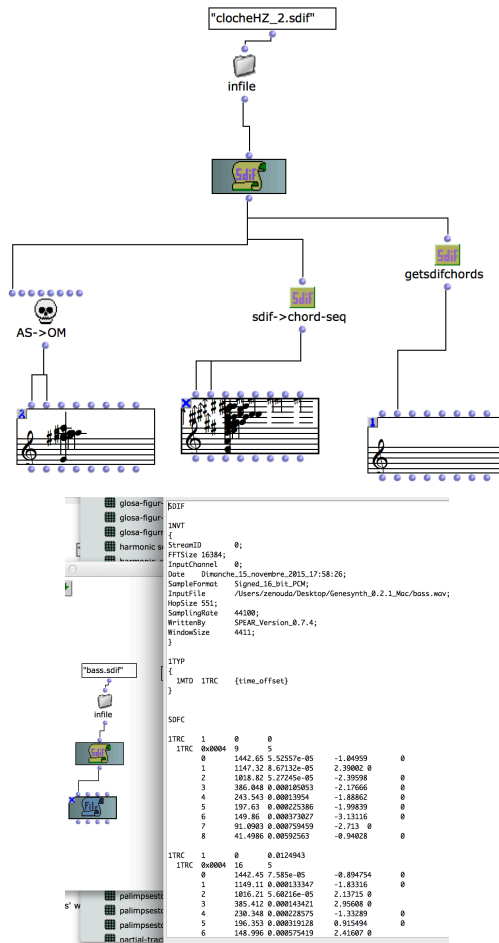 "clocheHZ_2.sdif"
infile
Sdif
Sdif
getsdifchords
Sdif
sdif->chord-seq
AS->OM
2
x
1
glosa-figur-
glosa-figur-
glosa-figurr
harmonic se
SDIF
1NVT
{
StreamID 0;
FFTSize 16384;
InputChannel 0;
Date Dimanche_15_novembre_2015_17:58:26;
SampleFormat Signed_16_bit_PCM;
InputFile /Users/zenouda/Desktop/Genesynth_0.2.1_Mac/bass.wav;
HopSize 551;
SamplingRate 44100;
WrittenBy SPEAR_Version_0.7.4;
WindowSize 4411;
}
1TYP
{
1MTD 1TRC {time_offset}
}
SDFC
1TRC 1 0 0
1TRC 0x0004 9 5
0 1442.65 5.52557e-05 -1.04959 0
1 1147.32 8.67132e-05 2.39002 0
2 1018.82 5.27245e-05 -2.39598 0
3 386.048 0.000105053 -2.17666 0
4 243.543 0.00013954 -1.88862 0
5 197.63 0.000225386 -1.99839 0
6 149.86 0.000373027 -3.13116 0
7 91.0903 0.000759459 -2.713 0
8 41.4986 0.00592563 -0.94028 0
1TRC 1 0 0.0124943
1TRC 0x0004 16 5
0 1442.45 7.585e-05 -0.894754 0
1 1149.11 0.000133347 -1.83316 0
2 1016.21 5.60216e-05 2.13715 0
3 385.412 0.000143421 2.95608 0
4 230.348 0.000228575 -1.33289 0
5 196.353 0.000319128 0.915494 0
6 148.996 0.000575419 2.41607 0
"bass.sdif"
infile
Sdif
File
s' w
palimpsesto
palimpsesto
palimpsesto
partial-trac